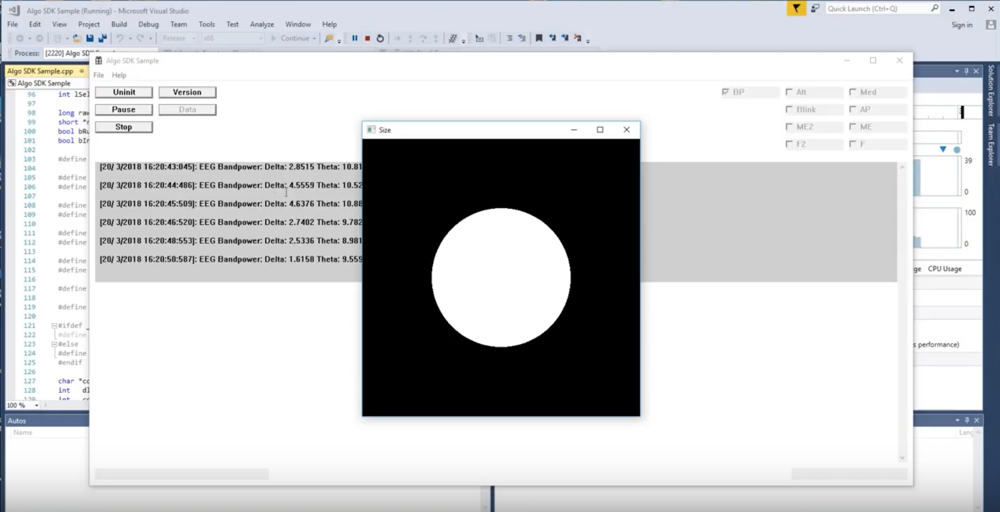 Algo SDK Sample (Running) - Microsoft Visual Studio
Quick Launch (Ctrl+Q)
File Edit View Project Build Debug Team Tools Test Analyze Window Help
Sign in
Release x86 Continue
Process: [2220] Algo SD
Algo SDK Sample.cpp
Algo SDK Sample
Algo SDK Sample
File Help
Uninit Version
Pause Data
Stop
BP Att Med
Blink AP
ME2 ME
F2 F
Size
[20/ 3/2018 16:20:43:045]: EEG Bandpower: Delta: 2.8515 Theta: 10.81
[20/ 3/2018 16:20:44:486]: EEG Bandpower: Delta: 4.5559 Theta: 10.52
[20/ 3/2018 16:20:45:509]: EEG Bandpower: Delta: 4.6376 Theta: 10.88
[20/ 3/2018 16:20:46:520]: EEG Bandpower: Delta: 2.7402 Theta: 9.782
[20/ 3/2018 16:20:48:553]: EEG Bandpower: Delta: 2.5336 Theta: 8.981
[20/ 3/2018 16:20:50:587]: EEG Bandpower: Delta: 1.6158 Theta: 9.559
96 int lSel
97
98 long raw
99 short *r
100 bool bRu
101 bool bIn
102
103 #define
104
105 #define
106 #define
107
108 #define
109 #define
110
111 #define
112 #define
113
114 #define
115 #define
116
117 #define
118
119 #define
120
121 #ifdef _
122 #define
123 #else
124 #define
125 #endif
126
127 char *co
128 int dl
129 int
100 %
Solution Explorer
Team Explorer
39
0
100
0
ge CPU Usage
s performance)
Autos
Name
Lang